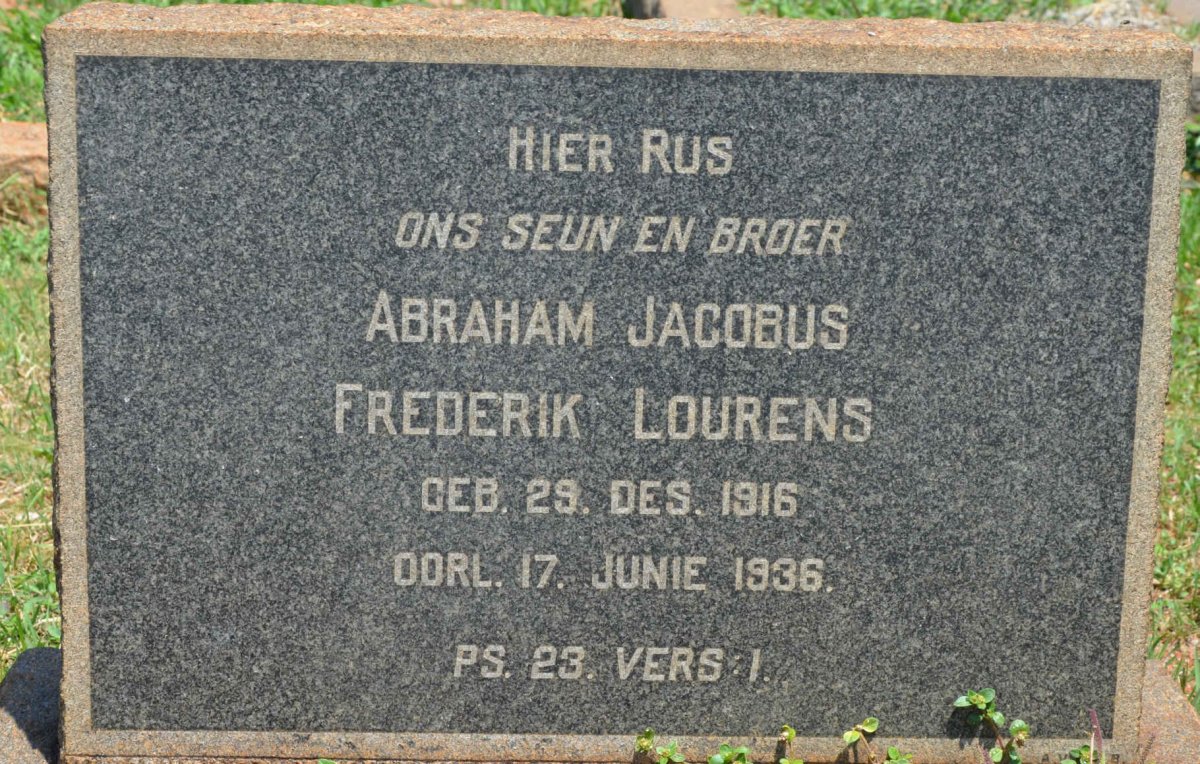 HIER RUS
ONS SEUN EN BROER
ABRAHAM JACOBUS
FREDERIK LOURENS
GEB. 29. DES. 1916
OORL. 17. JUNIE 1936.
PS. 23. VERS:1.